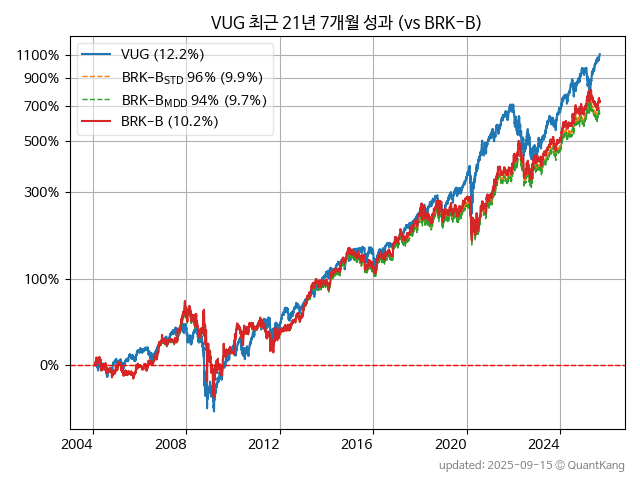 VUG 최근 21년 7개월 성과 (vs BRK-B)
VUG (12.2%)
BRK-B_STD 96% (9.9%)
BRK-B_MDD 94% (9.7%)
BRK-B (10.2%)
1100%
900%
700%
500%
300%
100%
0%
2004 2008 2012 2016 2020 2024
updated: 2025-09-15 © QuantKang